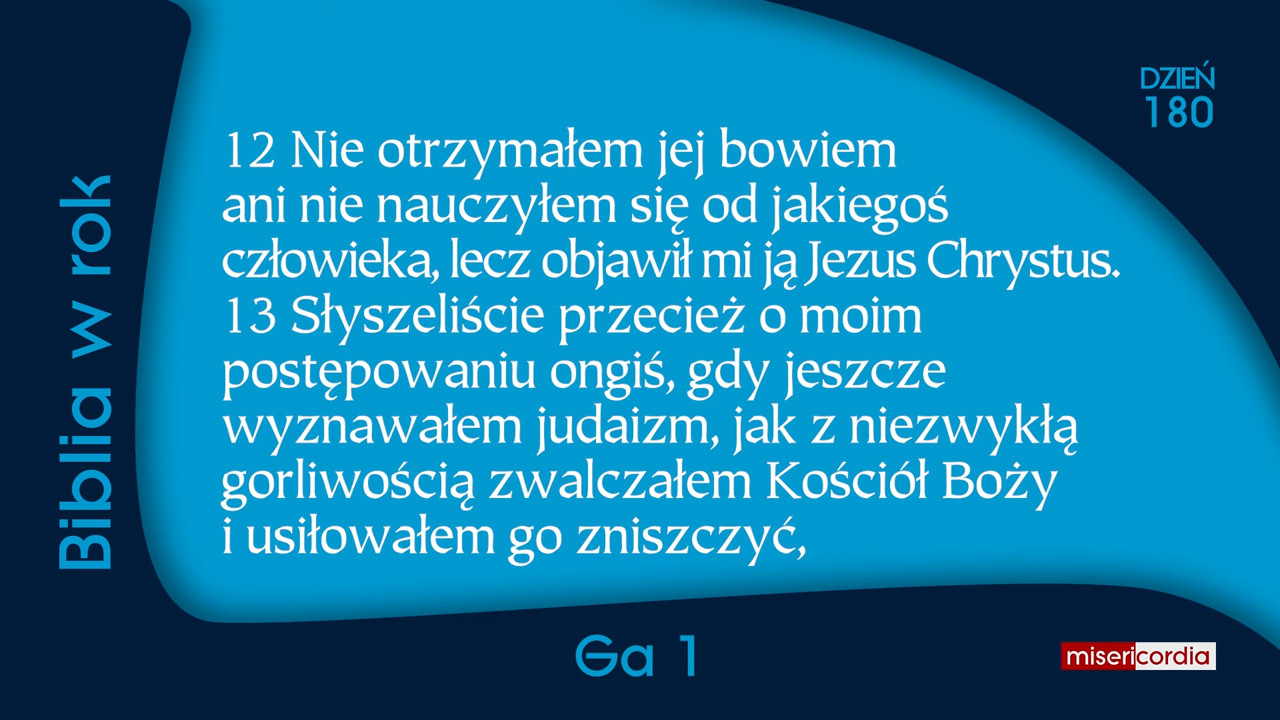 DZIEŃ
180
12 Nie otrzymałem jej bowiem
ani nie nauczyłem się od jakiegoś
człowieka, lecz objawił mi ją Jezus Chrystus.
13 Słyszeliście przecież o moim
postępowaniu ongiś, gdy jeszcze
wyznawałem judaizm, jak z niezwykłą
gorliwością zwalczałem Kościół Boży
i usiłowałem go zniszczyć,
Biblia w rok
Ga 1
misericordia